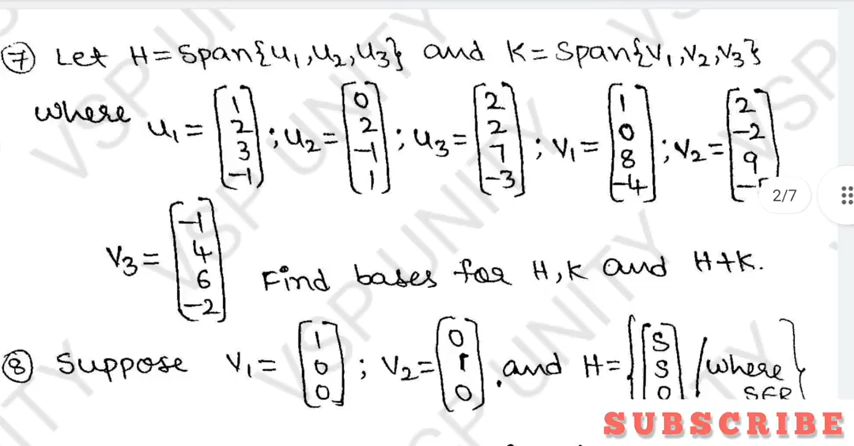 ⑦ Let H = Span{u₁, u₂, u₃} and K = Span{v₁, v₂, v₃}
where u₁ = [1 2 3 -1] ; u₂ = [0 2 -1 1] ; u₃ = [2 2 7 -3] ; v₁ = [1 0 8 -4] ; v₂ = [2 -2 9
2/7
v₃ = [-1 4 6 -2] Find bases for H, K and H+K.
⑧ Suppose v₁ = [1 0 0] ; v₂ = [0 1 0] . and H = {[S S 0] / where SER}
SUBSCRIBE
VSP UNITY